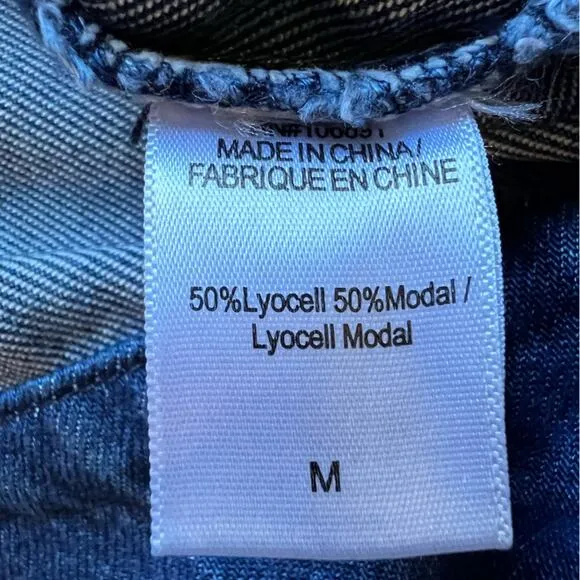 MADE IN CHINA/
FABRIQUE EN CHINE
50%Lyocell 50%Modal /
Lyocell Modal
M